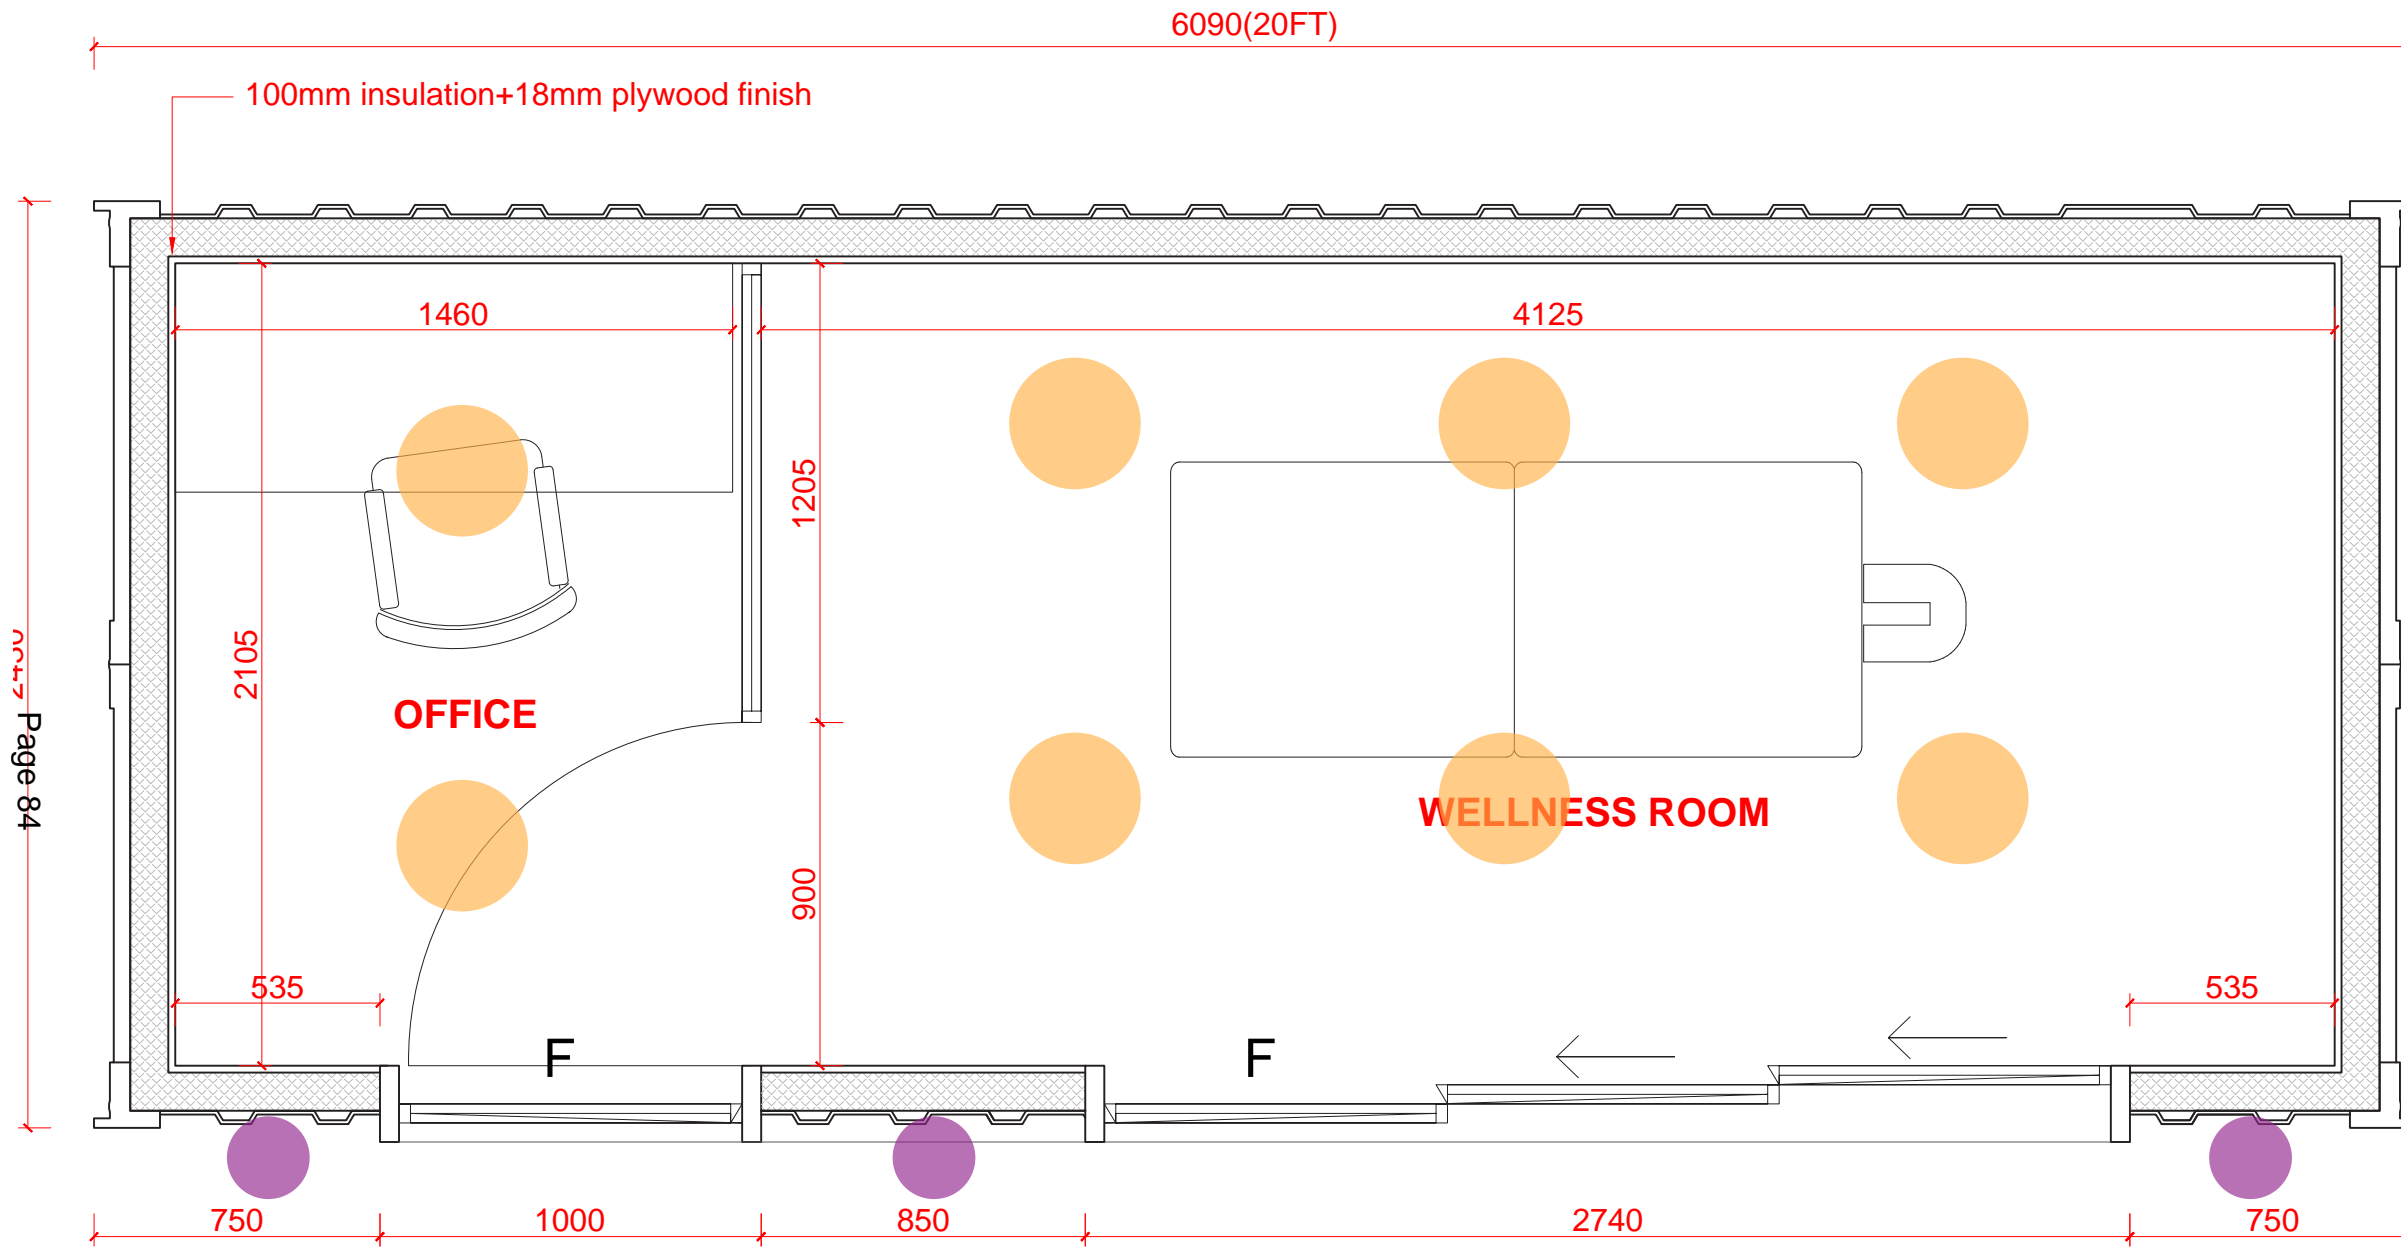 6090(20FT)
100mm insulation+18mm plywood finish
1460
4125
1205
2105
OFFICE
Page 84
WELLNESS ROOM
900
535
535
F
F
750
1000
850
2740
750